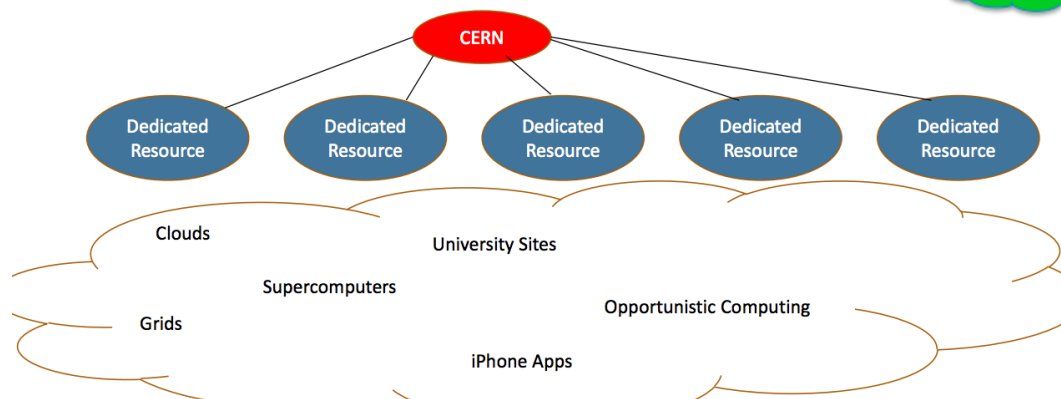 CERN
Dedicated
Resource
Dedicated
Resource
Dedicated
Resource
Dedicated
Resource
Dedicated
Resource
Clouds
University Sites
Supercomputers
Opportunistic Computing
Grids
iPhone Apps